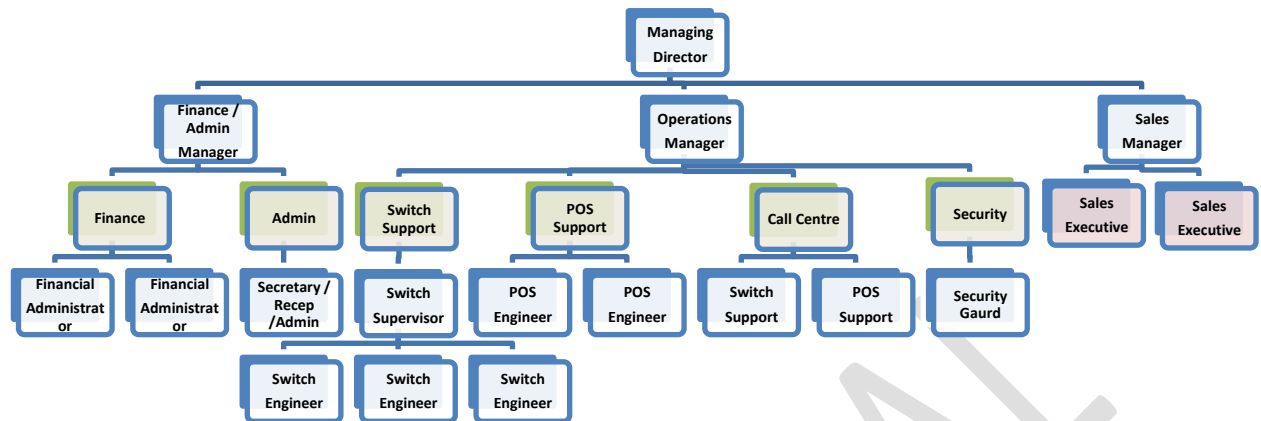 Managing
Director
Finance /
Admin
Manager
Operations
Manager
Sales
Manager
Finance
Admin
Switch
Support
POS
Support
Call Centre
Security
Sales
Executive
Sales
Executive
Financial
Administrat
or
Financial
Administrat
or
Secretary /
Recep
/Admin
Switch
Supervisor
POS
Engineer
POS
Engineer
Switch
Support
POS
Support
Security
Gaurd
Switch
Engineer
Switch
Engineer
Switch
Engineer